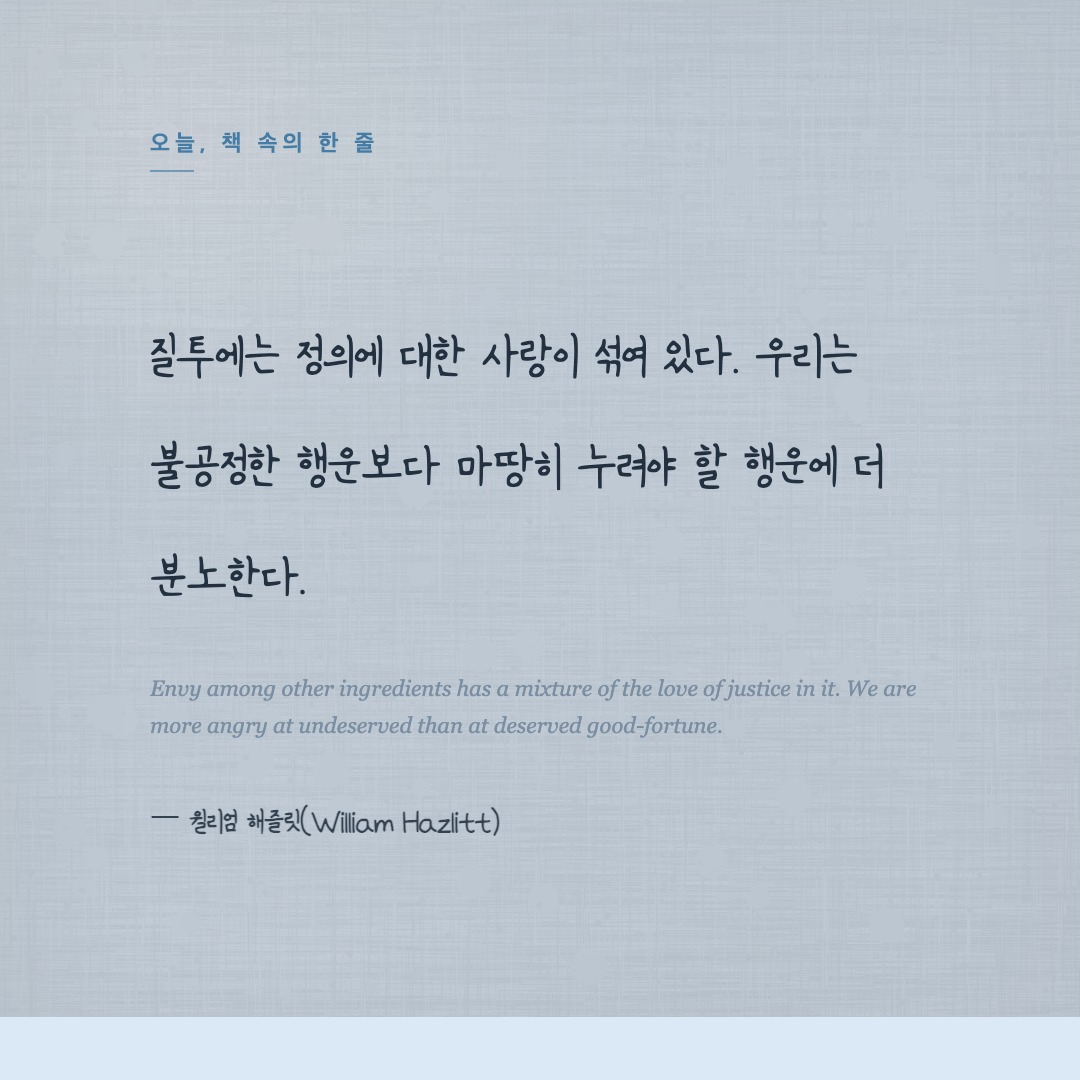 오늘, 책 속의 한 줄
질투에는 정의에 대한 사랑이 섞여 있다. 우리는
불공정한 행운보다 마땅히 누려야 할 행운에 더
분노한다.
Envy among other ingredients has a mixture of the love of justice in it. We are
more angry at undeserved than at deserved good-fortune.
— 윌리엄 해즐릿(William Hazlitt)